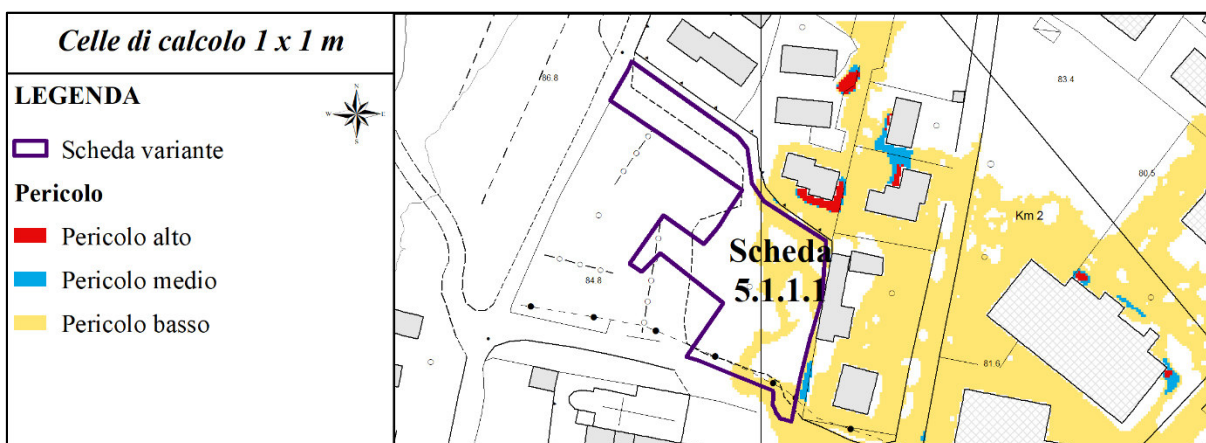 Celle di calcolo 1 x 1 m
LEGENDA
N
W
E
S
Scheda variante
Pericolo
Pericolo alto
Pericolo medio
Pericolo basso
86.8
83.4
80.5
Km 2
Scheda
5.1.1.1
84.8
81.6